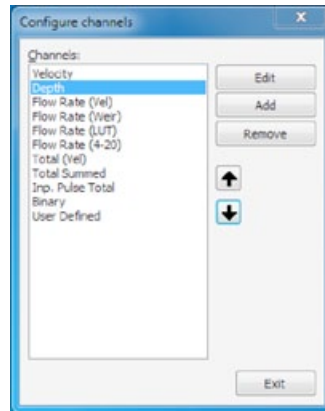 Configure channels
X
Channels:
Velocity
Depth
Flow Rate (Vel)
Flow Rate (Weir)
Flow Rate (LUT)
Flow Rate (4-20)
Total (Vel)
Total Summed
Inp. Pulse Total
Binary
User Defined
Edit
Add
Remove
Exit